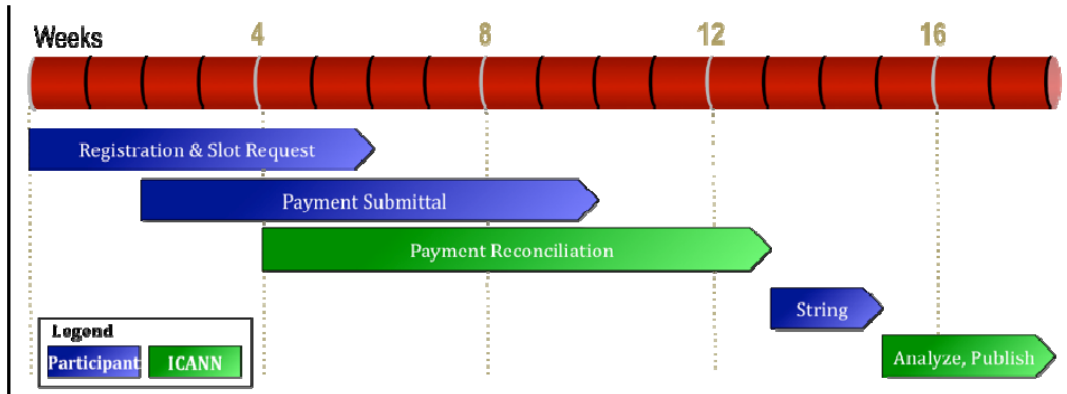 Weeks 4 8 12 16
Registration & Slot Request
Payment Submittal
Payment Reconciliation
String
Analyze, Publish
Legend
Participant ICANN